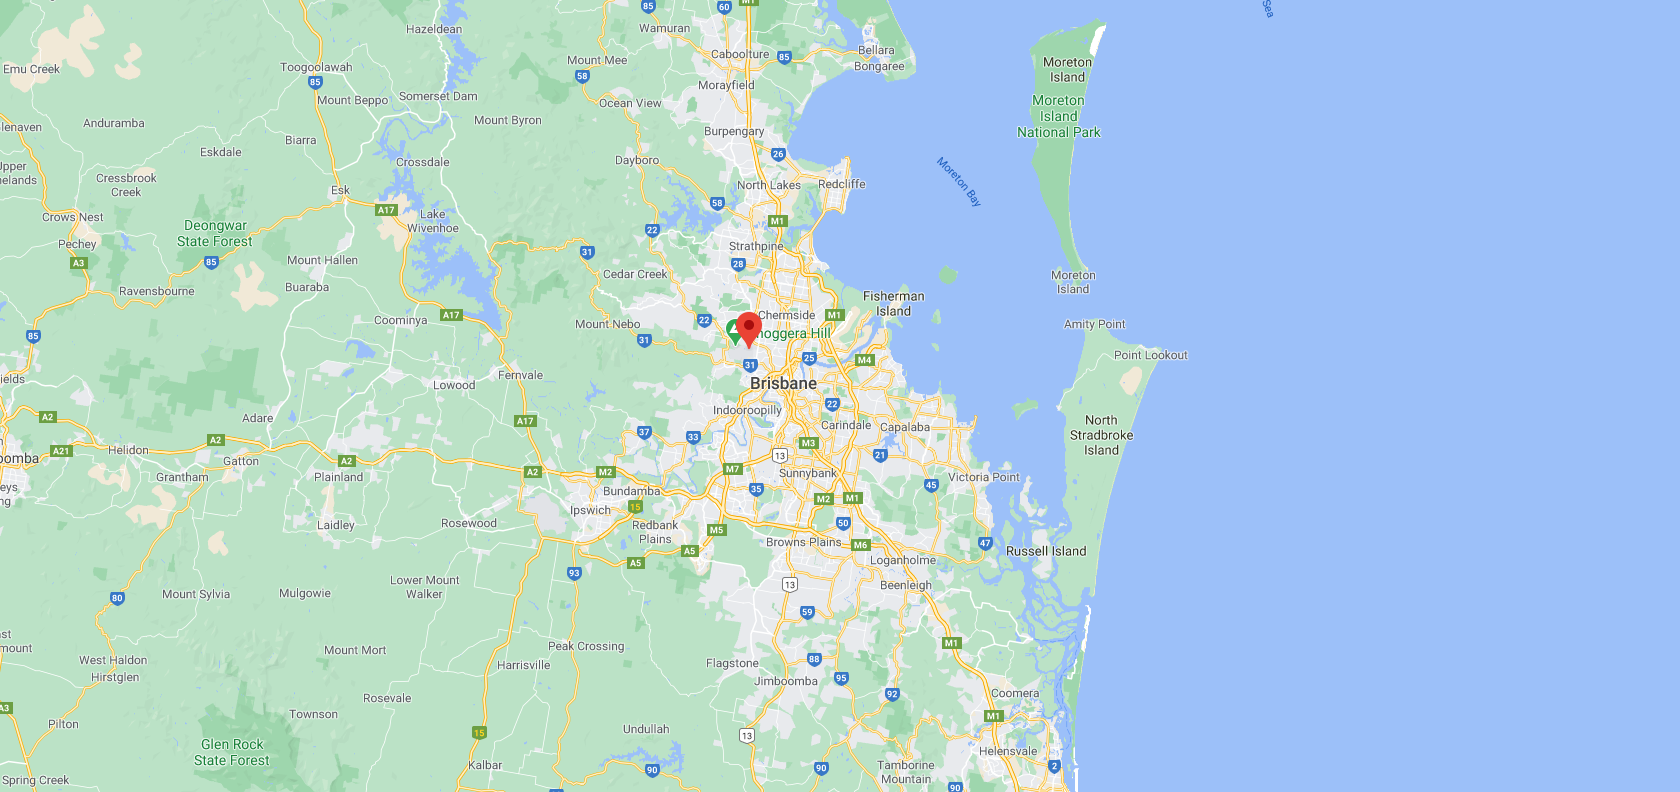 85
60
M1
Sea
Hazeldean
Wamuran
Bellara
Caboolture
85
Bongaree
Moreton
Island
Emu Creek
Toogoolawah
Mount Mee
58
85
Morayfield
Mount Beppo
Somerset Dam
Ocean View
Moreton
Island
National Park
Anduramba
Mount Byron
Burpengary
Biarra
Eskdale
Crossdale
Dayboro
26
Moreton Bay
Cressbrook
Creek
Esk
North Lakes
Redcliffe
A17
58
Lake
Wivenhoe
Crows Nest
M1
Deongwar
State Forest
22
Pechey
31
Strathpine
A3
85
Mount Hallen
28
Cedar Creek
Moreton
Island
Ravensbourne
Buaraba
Fisherman
Island
A17
Coominya
Mount Nebo
22
Chermside
M1
Amity Point
85
noggera Hill
31
Point Lookout
31
25
M4
Fernvale
Lowood
Brisbane
Indooroopilly
22
A2
Adare
A17
North
Stradbroke
Island
Carindale
Capalaba
37
33
A2
M3
A21
Helidon
Gatton
A2
13
21
Grantham
Plainland
A2
M2
M7
Sunnybank
Victoria Point
45
Bundamba
35
M2
M1
15
Ipswich
Laidley
Rosewood
Redbank
Plains
M5
50
Browns Plains
M6
47
Russell Island
A5
A5
Loganholme
93
Lower Mount
Walker
13
Beenleigh
80
Mount Sylvia
Mulgowie
59
M1
Mount Mort
Peak Crossing
West Haldon
Harrisville
Flagstone
88
Hirstglen
Jimboomba
95
Rosevale
92
Coomera
A3
Townson
M1
Pilton
Undullah
15
13
Glen Rock
State Forest
Helensvale
Kalbar
90
90
Tamborine
Mountain
2
Spring Creek
90